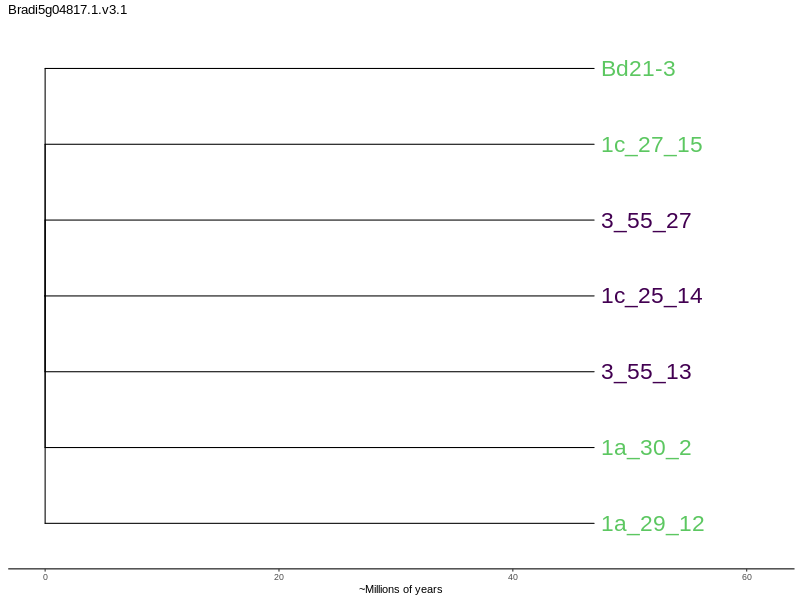 Bradi5g04817.1.v3.1
Bd21-3
1c_27_15
3_55_27
1c_25_14
3_55_13
1a_30_2
1a_29_12
0 20 40 60
~Millions of years